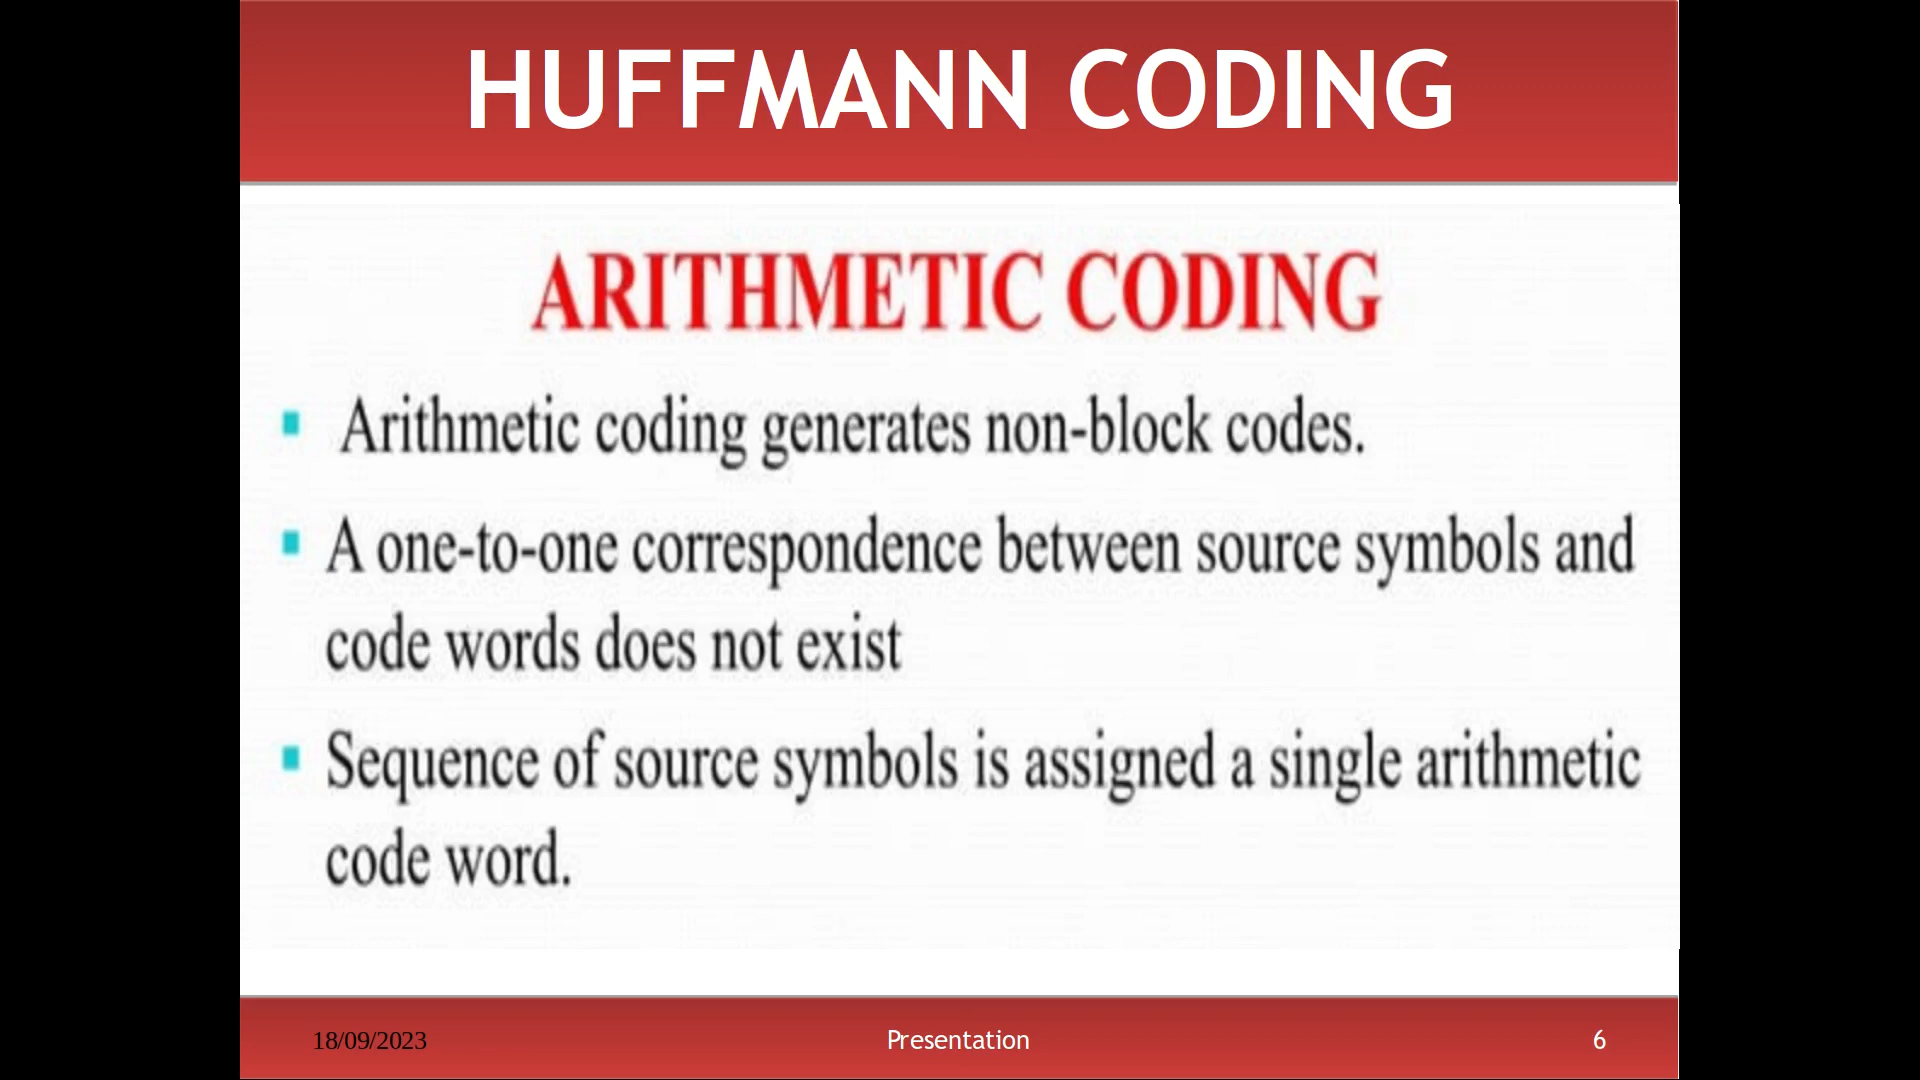 HUFFMANN CODING
ARITHMETIC CODING
▪ Arithmetic coding generates non-block codes.
▪ A one-to-one correspondence between source symbols and
code words does not exist
▪ Sequence of source symbols is assigned a single arithmetic
code word.
18/09/2023 Presentation 6